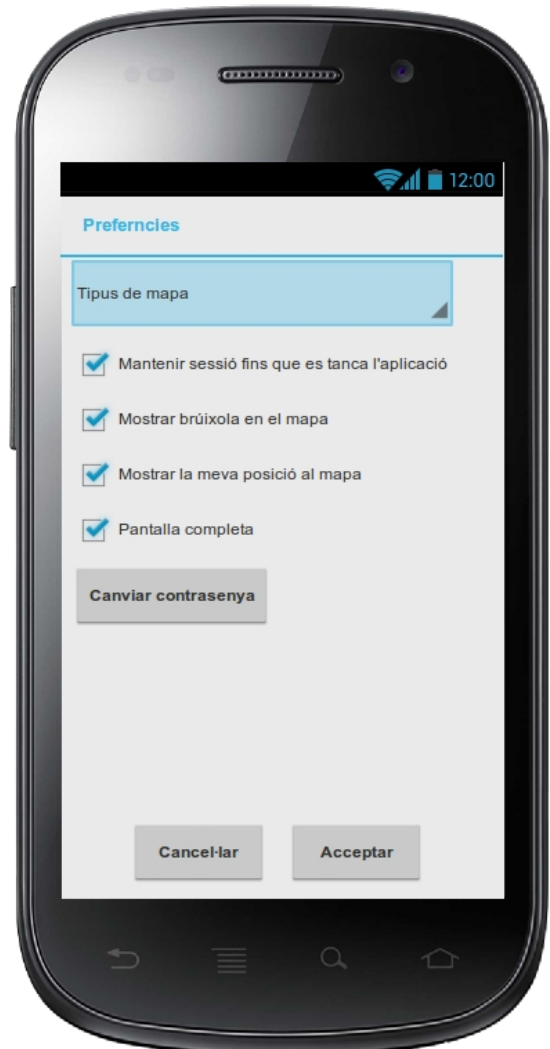 12:00
Preferncies
Tipus de mapa
Mantenir sessió fins que es tanca l'aplicació
Mostrar brúixola en el mapa
Mostrar la meva posició al mapa
Pantalla completa
Canviar contrasenya
Cancel·lar Acceptar